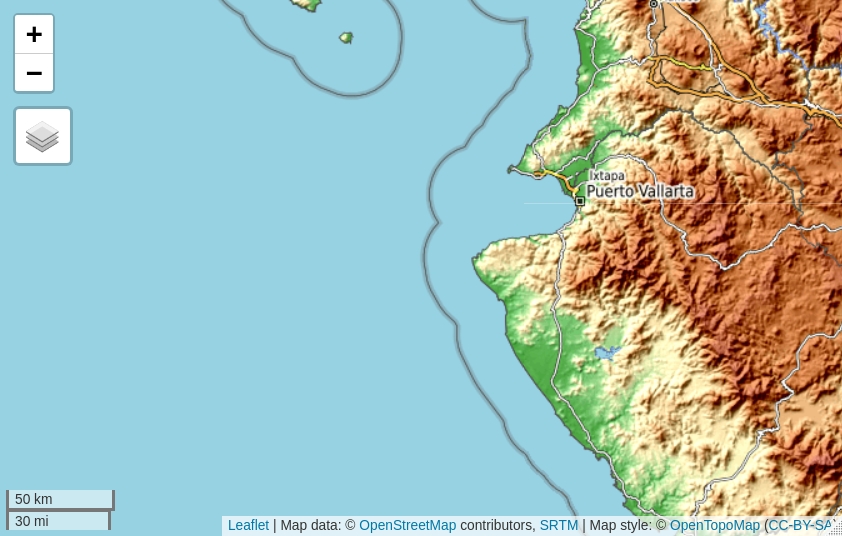 +
−
Ixtapa
Puerto Vallarta
50 km
30 mi
Leaflet | Map data: © OpenStreetMap contributors, SRTM | Map style: © OpenTopoMap (CC-BY-SA)